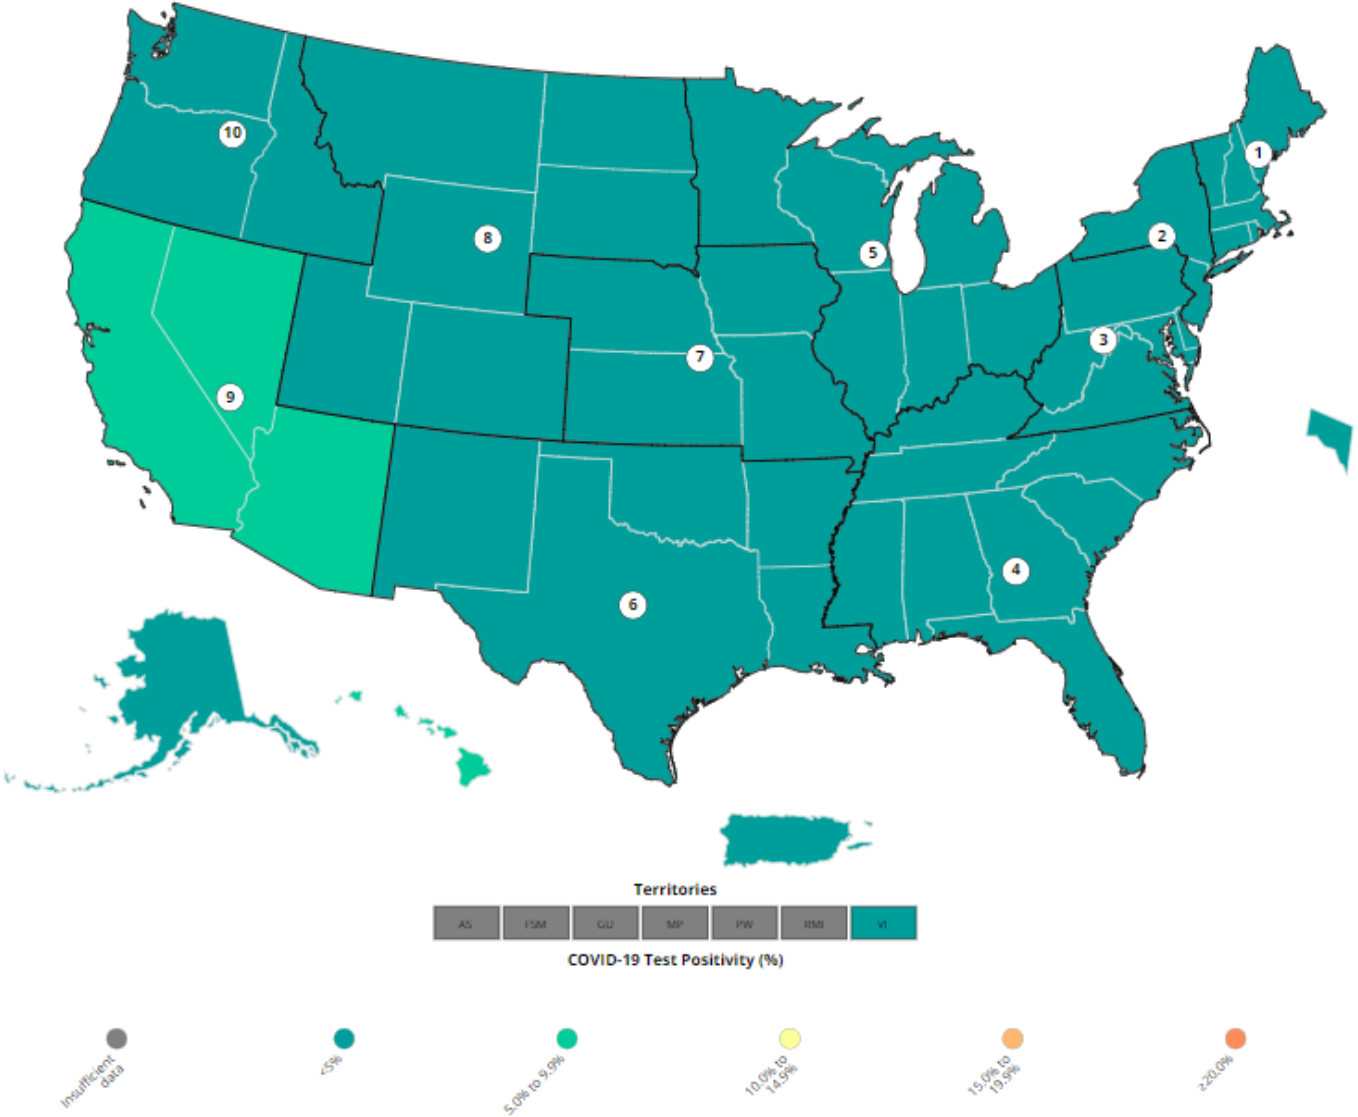 1
10
2
8
5
3
7
9
4
6
Territories
AS FSM GU MP PW RMI VI
COVID-19 Test Positivity (%)
Insufficient
data
<5%
5.0% to 9.9%
10.0% to
14.9%
15.0% to
19.9%
≥20.0%